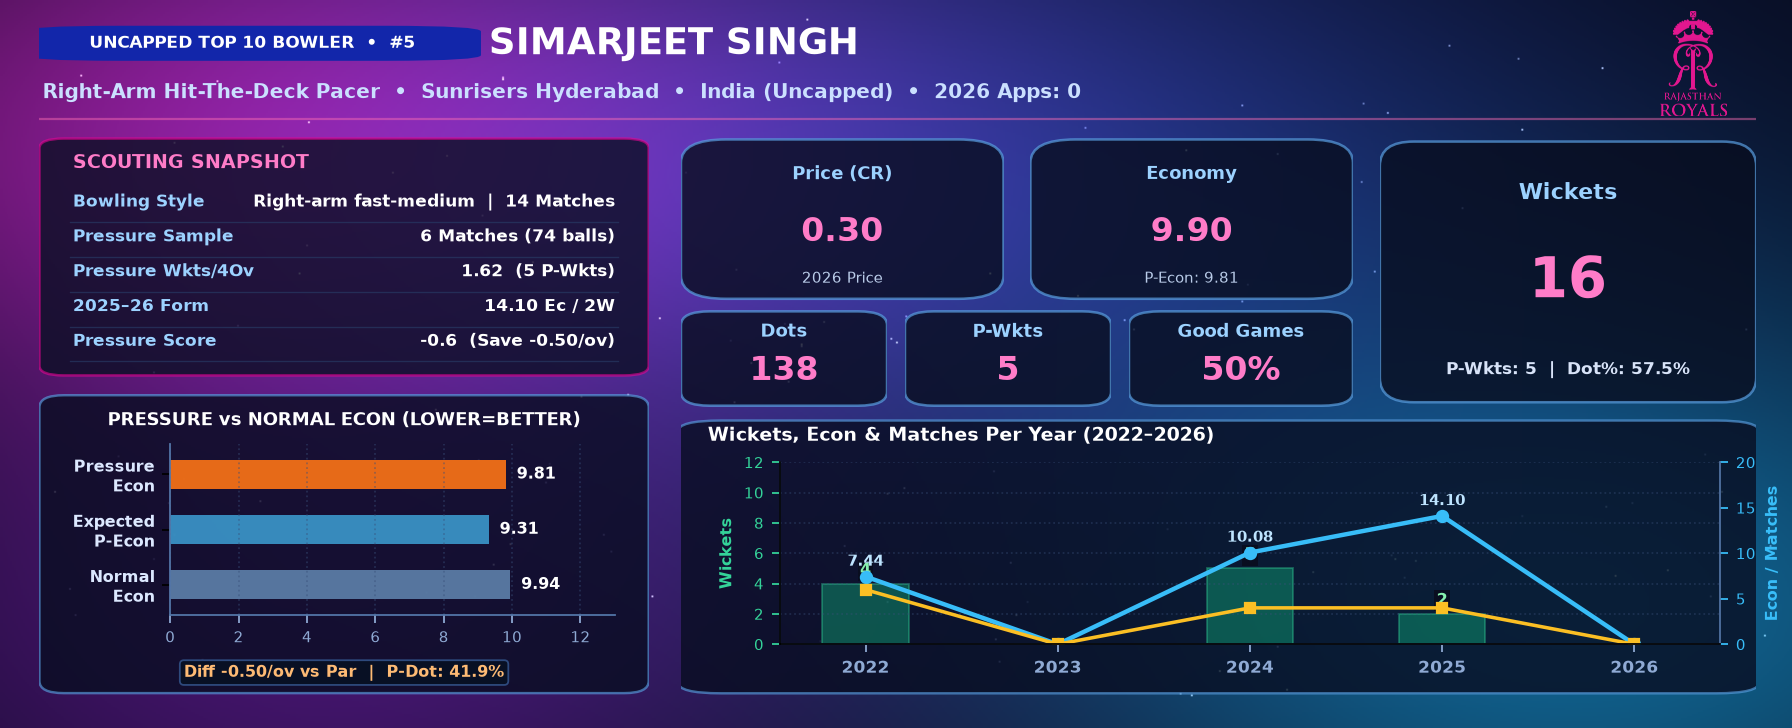 UNCAPPED TOP 10 BOWLER • #5
SIMARJEET SINGH
Right-Arm Hit-The-Deck Pacer • Sunrisers Hyderabad • India (Uncapped) • 2026 Apps: 0
RAJASTHAN
ROYALS
SCOUTING SNAPSHOT
Bowling Style Right-arm fast-medium | 14 Matches
Pressure Sample 6 Matches (74 balls)
Pressure Wkts/4Ov 1.62 (5 P-Wkts)
2025–26 Form 14.10 Ec / 2W
Pressure Score -0.6 (Save -0.50/ov)
Price (CR)
0.30
2026 Price
Economy
9.90
P-Econ: 9.81
Wickets
16
P-Wkts: 5 | Dot%: 57.5%
Dots
138
P-Wkts
5
Good Games
50%
PRESSURE vs NORMAL ECON (LOWER=BETTER)
Pressure
Econ
9.81
Expected
P-Econ
9.31
Normal
Econ
9.94
0 2 4 6 8 10 12
Diff -0.50/ov vs Par | P-Dot: 41.9%
Wickets, Econ & Matches Per Year (2022–2026)
Wickets
12
10
8
6
4
2
0
7.44
4
10.08
14.10
2
20
15
10
5
0
Econ / Matches
2022 2023 2024 2025 2026